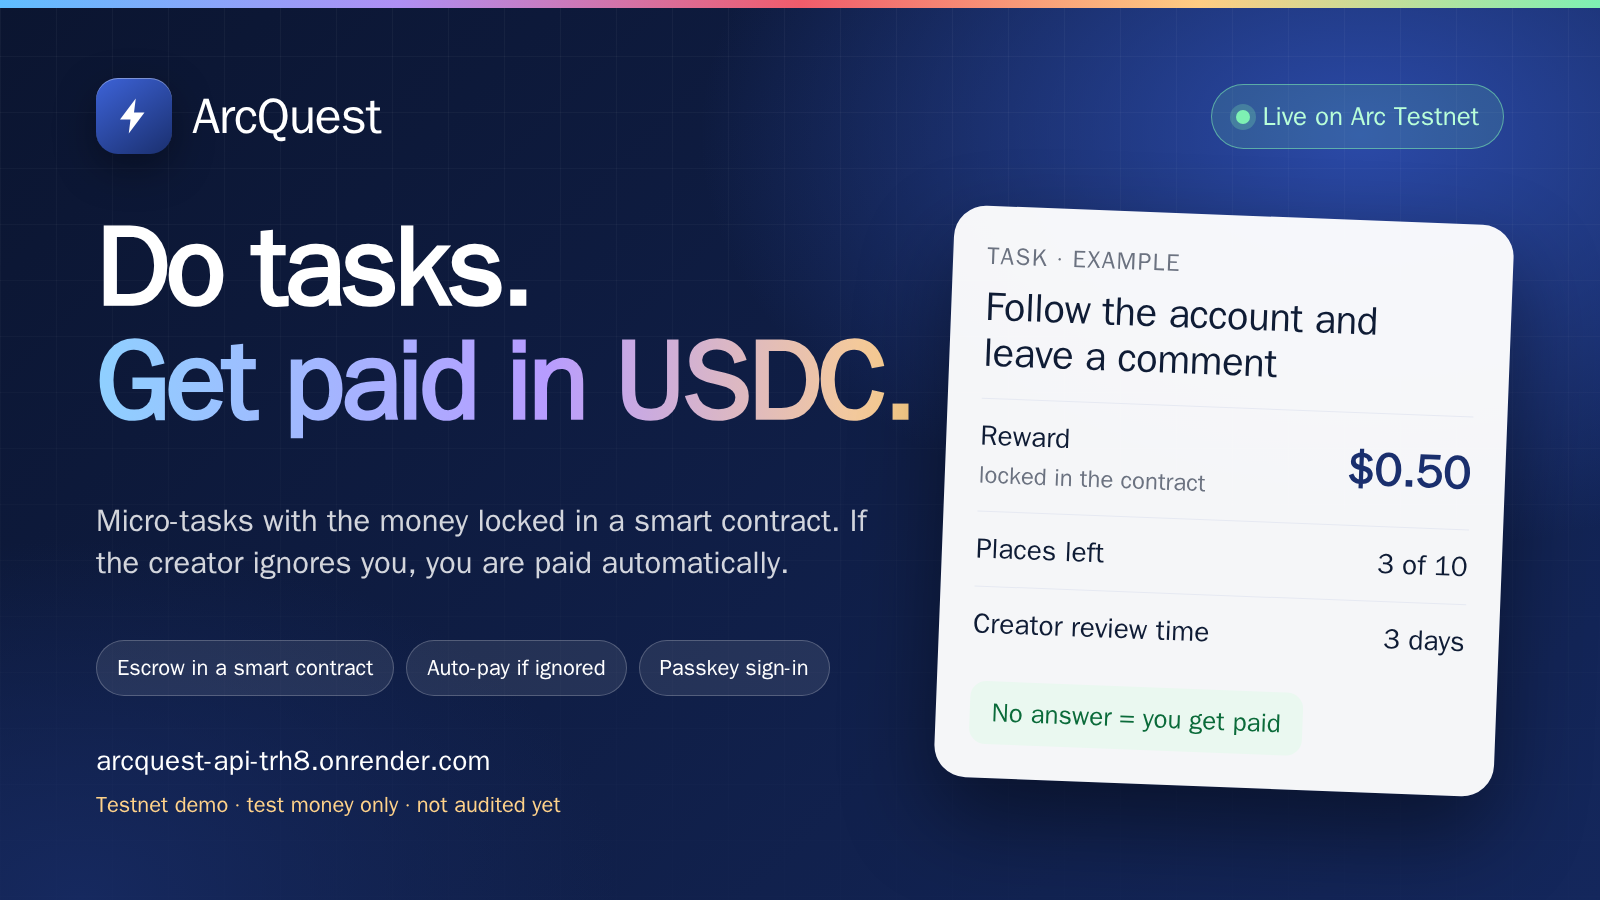 ArcQuest
Live on Arc Testnet
Do tasks.
Get paid in USDC.
Micro-tasks with the money locked in a smart contract. If
the creator ignores you, you are paid automatically.
Escrow in a smart contract
Auto-pay if ignored
Passkey sign-in
arcquest-api-trh8.onrender.com
Testnet demo · test money only · not audited yet
TASK · EXAMPLE
Follow the account and
leave a comment
Reward
locked in the contract
$0.50
Places left
3 of 10
Creator review time
3 days
No answer = you get paid